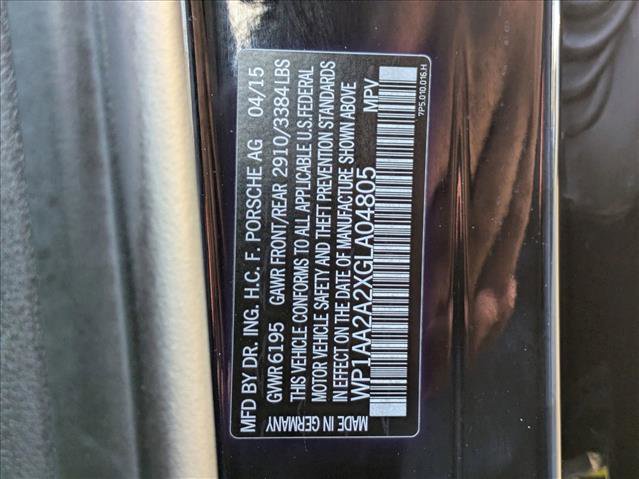 MFD BY DR. ING. H.C. F. PORSCHE AG 04/15
GVWR 6195 GAWR FRONT/REAR 2910/3384 LBS
THIS VEHICLE CONFORMS TO ALL APPLICABLE U.S. FEDERAL
MOTOR VEHICLE SAFETY AND THEFT PREVENTION STANDARDS
IN EFFECT ON THE DATE OF MANUFACTURE SHOWN ABOVE
WP1AA2A2XGLA04805
MADE IN GERMANY MPV
7P5.010.016.H